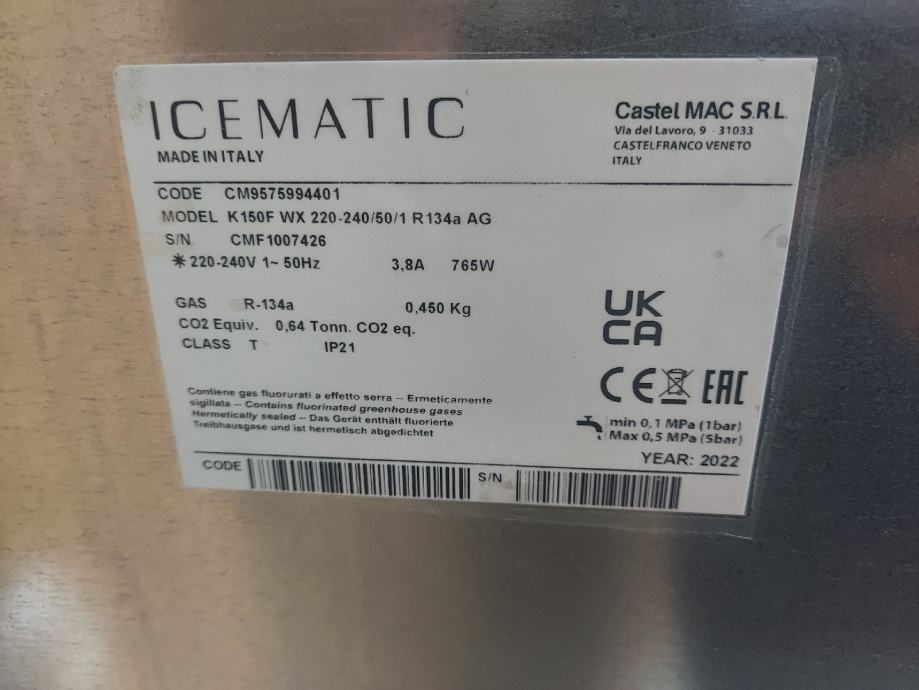 ICEMATIC
MADE IN ITALY
Castel MAC S.R.L.
Via del Lavoro, 9 - 31033
CASTELFRANCO VENETO
ITALY
CODE CM9575994401
MODEL K150F WX 220-240/50/1 R134a AG
S/N CMF1007426
✳ 220-240V 1~ 50Hz 3,8A 765W
GAS R-134a 0,450 Kg
CO2 Equiv. 0,64 Tonn. CO2 eq.
CLASS T IP21
UK
CA
CE EAC
Contiene gas fluorurati a effetto serra -- Ermeticamente
sigillata -- Contains fluorinated greenhouse gases
Hermetically sealed -- Das Gerät enthält fluorierte
Treibhausgase und ist hermetisch abgedichtet
min 0,1 MPa (1bar)
Max 0,5 MPa (5bar)
YEAR: 2022
CODE S/N